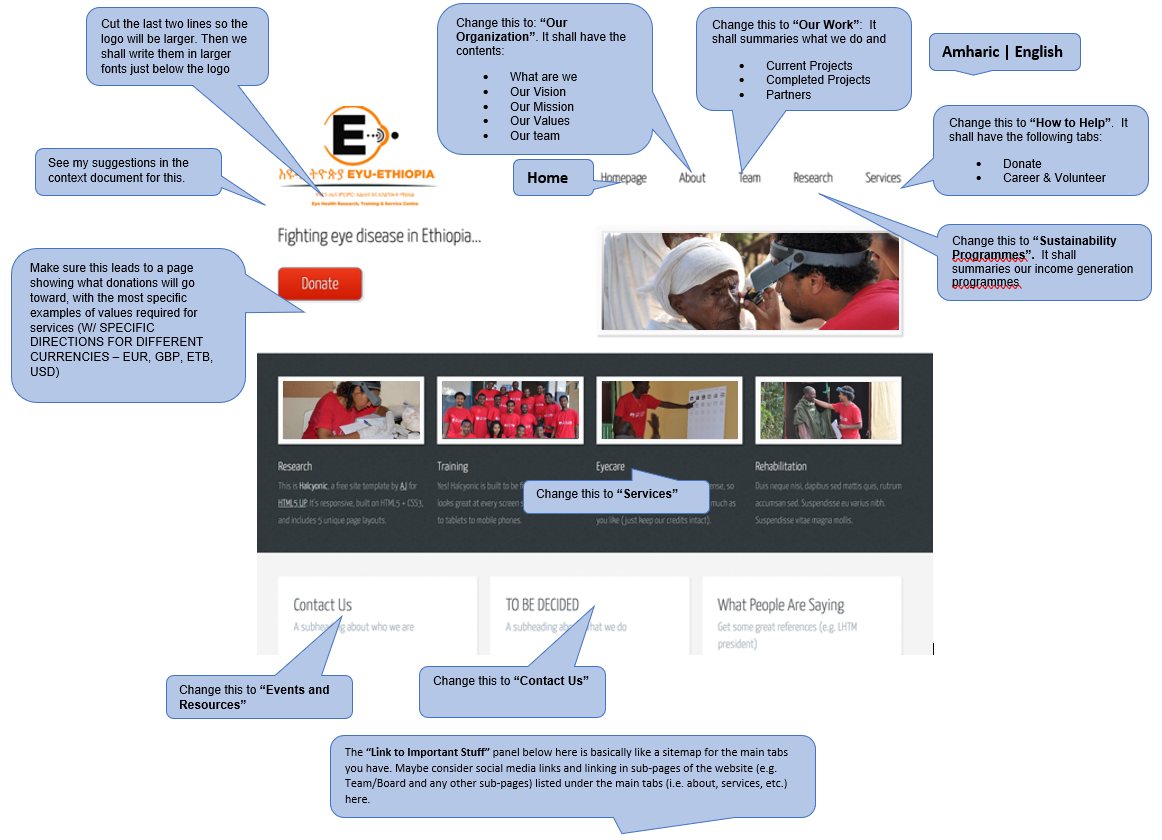 Cut the last two lines so the
logo will be larger. Then we
shall write them in larger
fonts just below the logo
Change this to: “Our
Organization”. It shall have the
contents:
• What are we
• Our Vision
• Our Mission
• Our Values
• Our team
Change this to “Our Work”: It
shall summaries what we do and
• Current Projects
• Completed Projects
• Partners
Amharic | English
Change this to “How to Help”. It
shall have the following tabs:
• Donate
• Career & Volunteer
See my suggestions in the
context document for this.
EYU-ETHIOPIA
Eye Health Research, Training & Service Centre
Home
Homepage
About
Team
Research
Services
Change this to “Sustainability
Programmes”. It shall
summaries our income generation
programmes
Fighting eye disease in Ethiopia...
Donate
Make sure this leads to a page
showing what donations will go
toward, with the most specific
examples of values required for
services (W/ SPECIFIC
DIRECTIONS FOR DIFFERENT
CURRENCIES – EUR, GBP, ETB,
USD)
Research
This is Halcyonic, a free site template by AJ for
HTML5 UP. It's responsive, built on HTML5 + CSS3,
and includes 5 unique page layouts.
Training
Yes! Halcyonic is built to be
looks great at every screen
to tablets to mobile phones.
Eyecare
Change this to “Services”
nse, so
much as
you like (just keep our credits intact).
Rehabilitation
Duis neque nisi, dapibus sed mattis quis, rutrum
accumsan sed. Suspendisse eu varius nibh.
Suspendisse vitae magna mollis.
Contact Us
A subheading about who we are
TO BE DECIDED
A subheading about what we do
What People Are Saying
Get some great references (e.g. LHTM
president)
Change this to “Events and
Resources”
Change this to “Contact Us”
The “Link to Important Stuff” panel below here is basically like a sitemap for the main tabs
you have. Maybe consider social media links and linking in sub-pages of the website (e.g.
Team/Board and any other sub-pages) listed under the main tabs (i.e. about, services, etc.)
here.